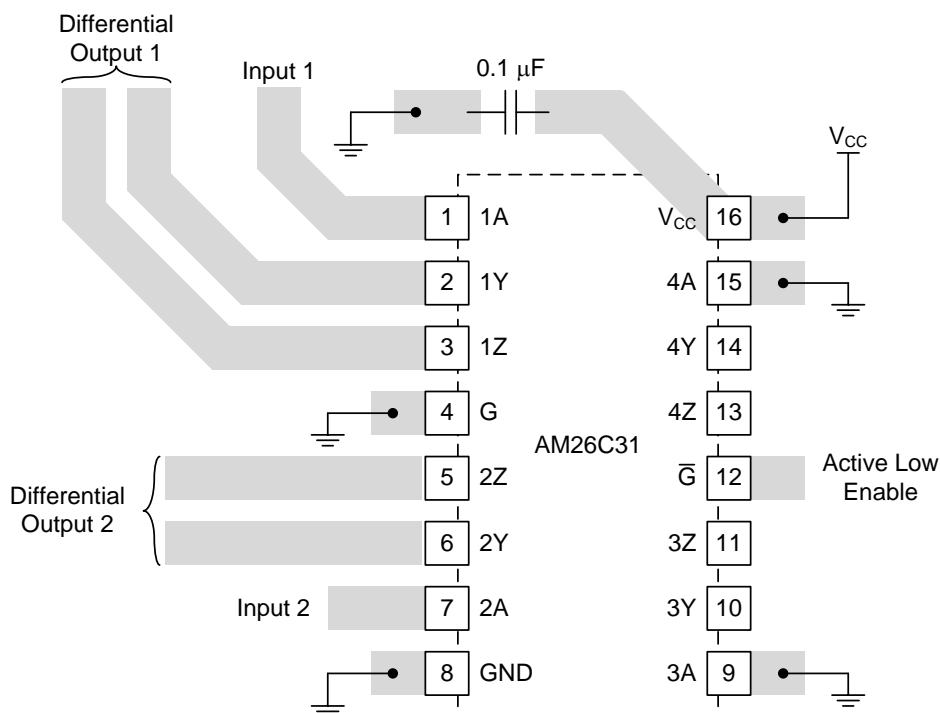 Differential
Output 1
Input 1
0.1 μF
V_CC
1 1A
V_CC 16
2 1Y
4A 15
3 1Z
4Y 14
4 G
4Z 13
AM26C31
5 2Z
G̅ 12
Active Low
Enable
Differential
Output 2
6 2Y
3Z 11
Input 2
7 2A
3Y 10
8 GND
3A 9